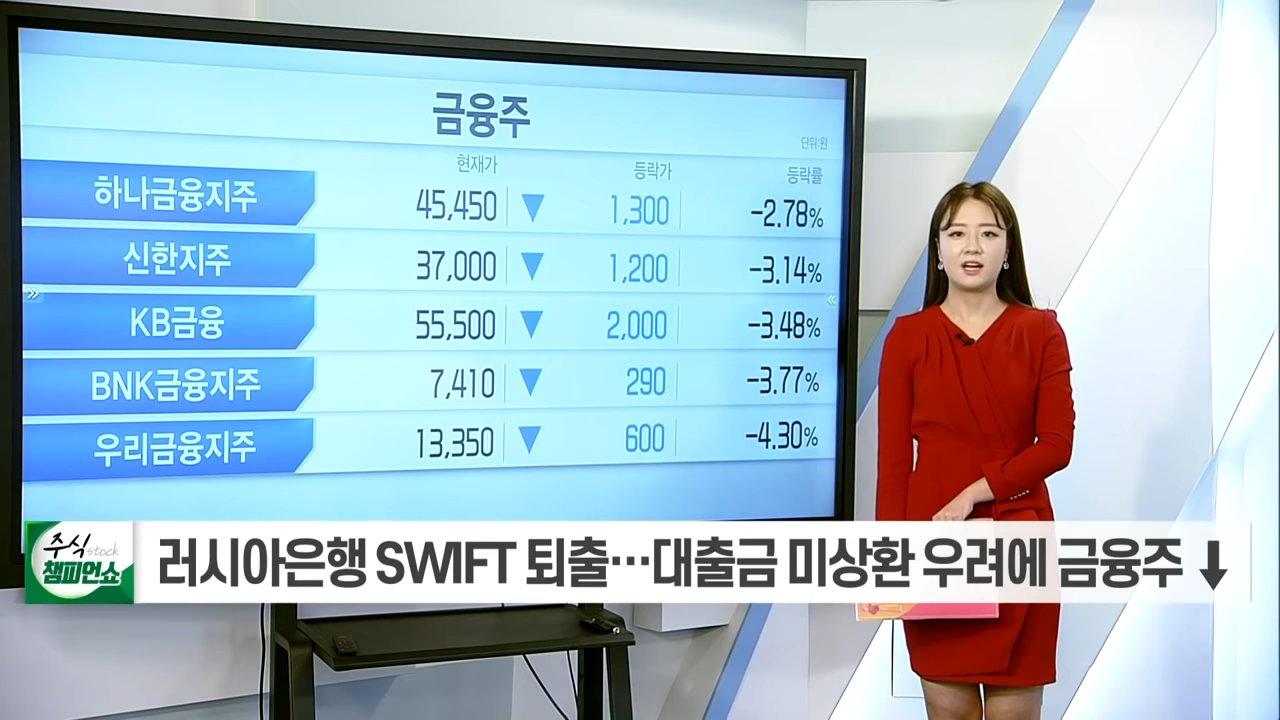 금융주
단위:원
현재가 등락가 등락률
하나금융지주 45,450 ▼ 1,300 -2.78%
신한지주 37,000 ▼ 1,200 -3.14%
KB금융 55,500 ▼ 2,000 -3.48%
BNK금융지주 7,410 ▼ 290 -3.77%
우리금융지주 13,350 ▼ 600 -4.30%
주식 stock
챔피언쇼
러시아은행 SWIFT 퇴출…대출금 미상환 우려에 금융주 ↓